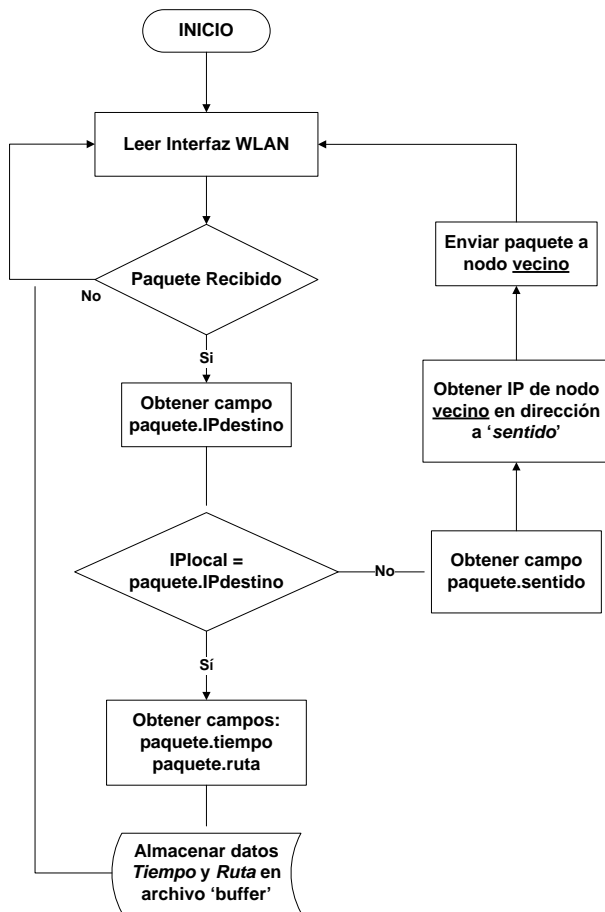 INICIO
Leer Interfaz WLAN
Paquete Recibido
No
Si
Obtener campo
paquete.IPdestino
IPlocal =
paquete.IPdestino
No
Obtener campo
paquete.sentido
Obtener IP de nodo
vecino en dirección
a ‘sentido’
Enviar paquete a
nodo vecino
Sí
Obtener campos:
paquete.tiempo
paquete.ruta
Almacenar datos
Tiempo y Ruta en
archivo ‘buffer’